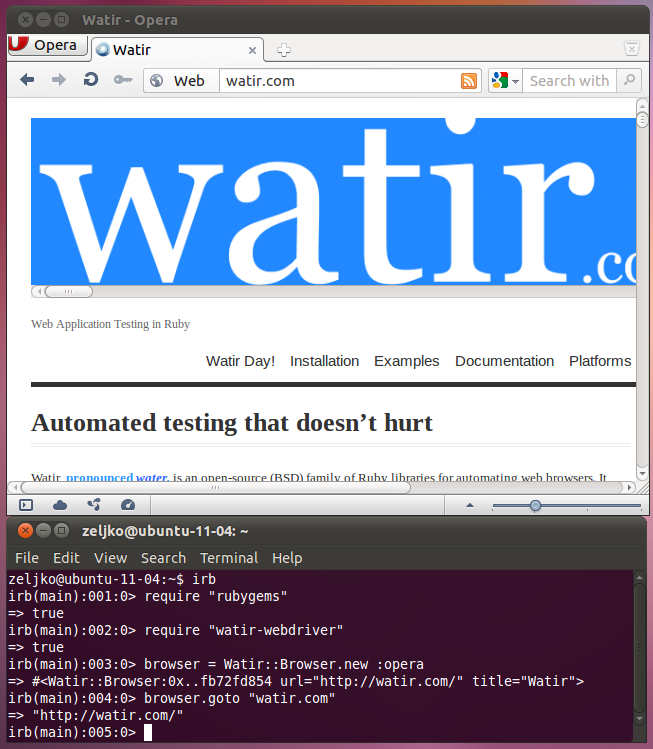 Watir - Opera
Opera
Watir
Web
watir.com
Search with
watir.co
Web Application Testing in Ruby
Watir Day! Installation Examples Documentation Platforms
Automated testing that doesn’t hurt
Watir, pronounced water, is an open-source (BSD) family of Ruby libraries for automating web browsers. It
zeljko@ubuntu-11-04: ~
File Edit View Search Terminal Help
zeljko@ubuntu-11-04:~$ irb
irb(main):001:0> require "rubygems"
=> true
irb(main):002:0> require "watir-webdriver"
=> true
irb(main):003:0> browser = Watir::Browser.new :opera
=> #<Watir::Browser:0x..fb72fd854 url="http://watir.com/" title="Watir">
irb(main):004:0> browser.goto "watir.com"
=> "http://watir.com/"
irb(main):005:0>